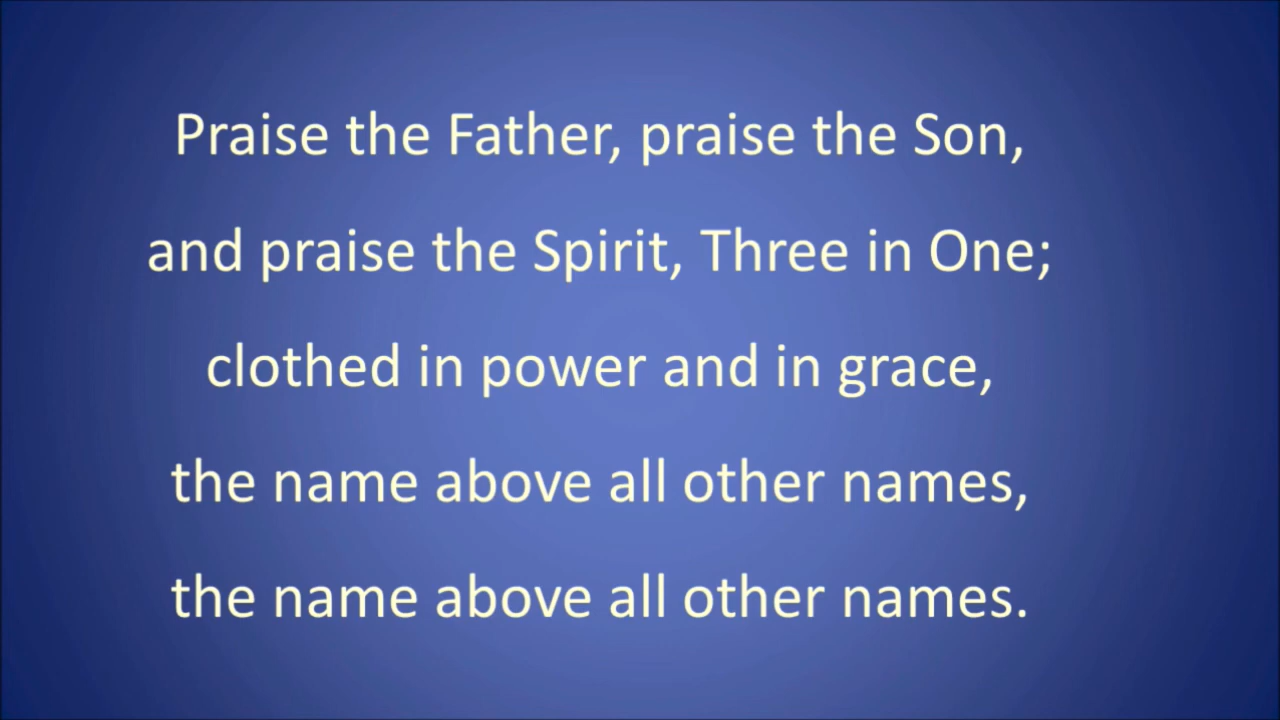 Praise the Father, praise the Son,
and praise the Spirit, Three in One;
clothed in power and in grace,
the name above all other names,
the name above all other names.